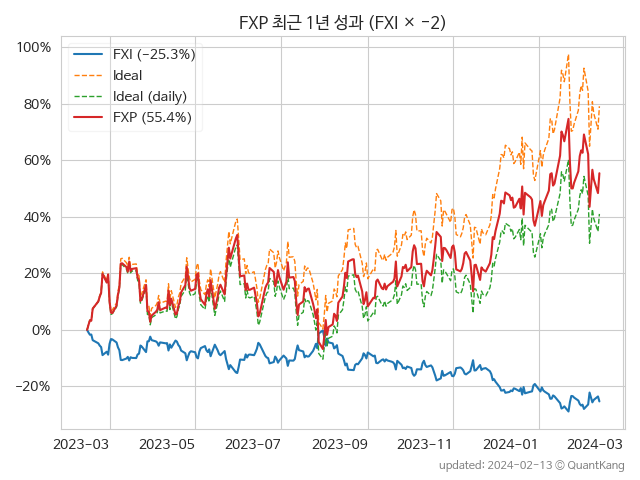 FXP 최근 1년 성과 (FXI × −2)
100%
80%
60%
40%
20%
0%
−20%
FXI (−25.3%)
Ideal
Ideal (daily)
FXP (55.4%)
2023-03 2023-05 2023-07 2023-09 2023-11 2024-01 2024-03
updated: 2024-02-13 © QuantKang